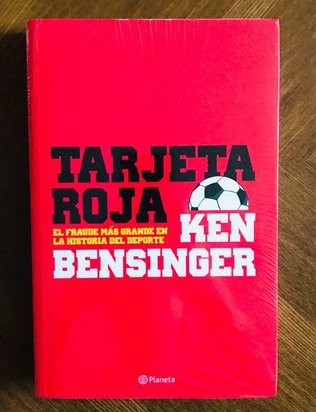 TARJETA
ROJA
EL FRAUDE MÁS GRANDE EN
LA HISTORIA DEL DEPORTE
KEN
BENSINGER
Planeta